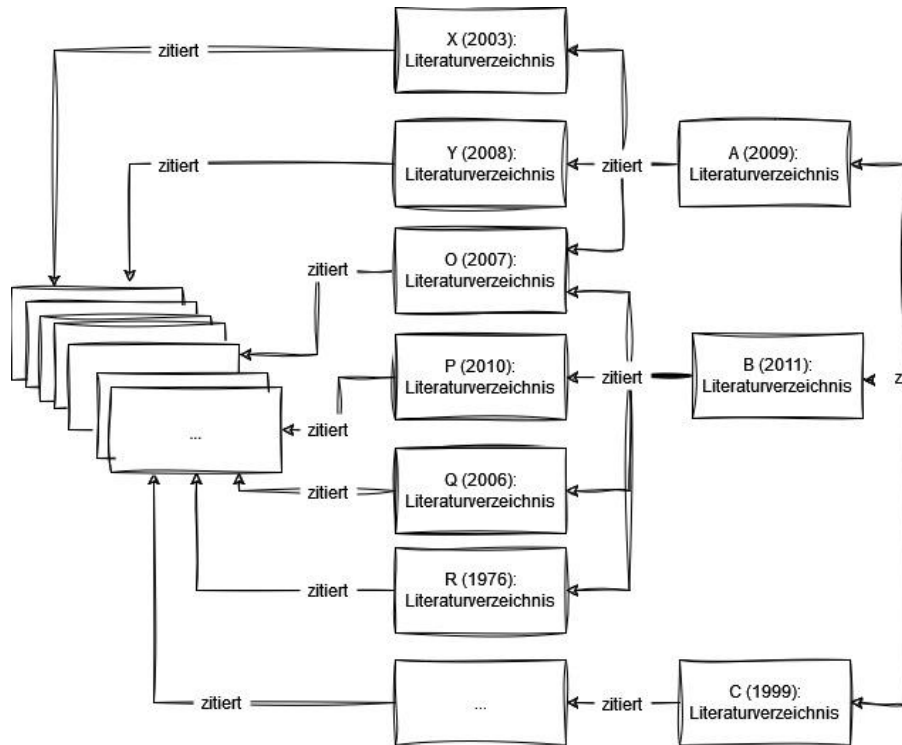 X (2003):
Literaturverzeichnis
zitiert
Y (2008):
Literaturverzeichnis
zitiert
zitiert
A (2009):
Literaturverzeichnis
O (2007):
Literaturverzeichnis
zitiert
P (2010):
Literaturverzeichnis
zitiert
zitiert
B (2011):
Literaturverzeichnis
...
Q (2006):
Literaturverzeichnis
zitiert
R (1976):
Literaturverzeichnis
zitiert
zitiert
...
zitiert
C (1999):
Literaturverzeichnis